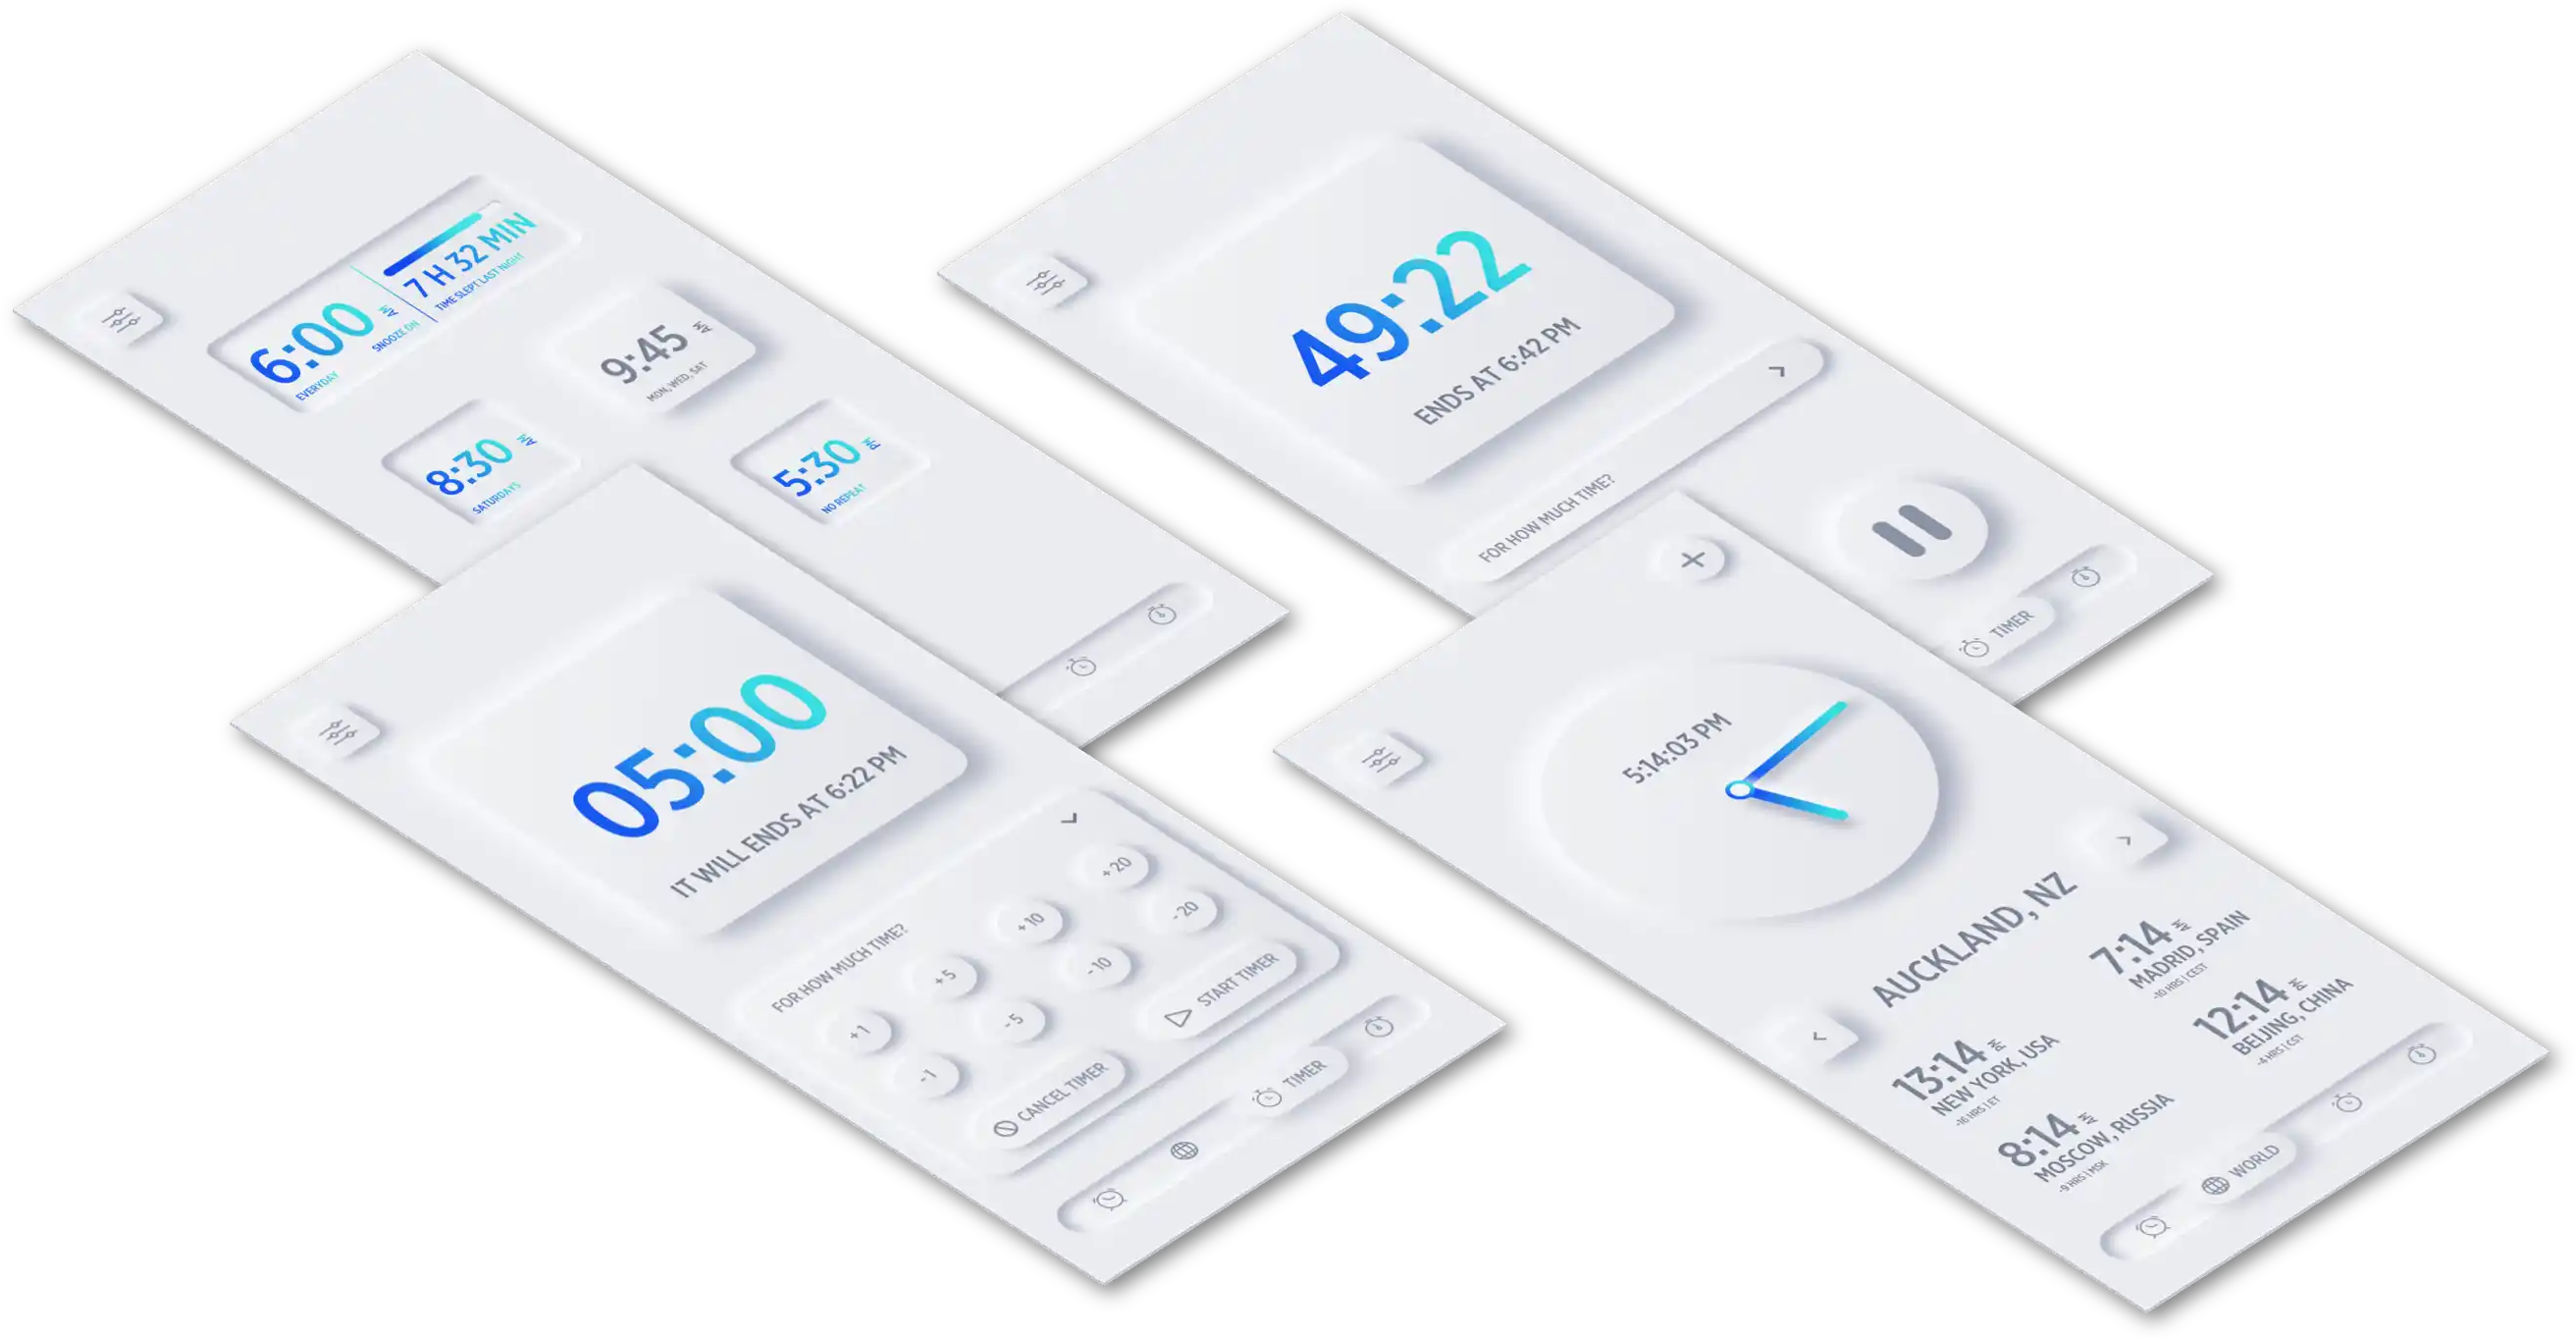 6:00 AM
EVERYDAY
SNOOZE ON
7 H 32 MIN
TIME SLEPT LAST NIGHT
9:45 AM
MON, WED, SAT
8:30 AM
SATURDAYS
5:30 PM
NO REPEAT
49:22
ENDS AT 6:42 PM
FOR HOW MUCH TIME?
TIMER
05:00
IT WILL ENDS AT 6:22 PM
FOR HOW MUCH TIME?
+1
+5
+10
+20
-1
-5
-10
-20
CANCEL TIMER
START TIMER
TIMER
5:14:03 PM
AUCKLAND, NZ
13:14 AM
NEW YORK, USA
-16 HRS | ET
7:14 AM
MADRID, SPAIN
-10 HRS | CEST
8:14 AM
MOSCOW, RUSSIA
-9 HRS | MSK
12:14 PM
BEIJING, CHINA
-4 HRS | CST
WORLD